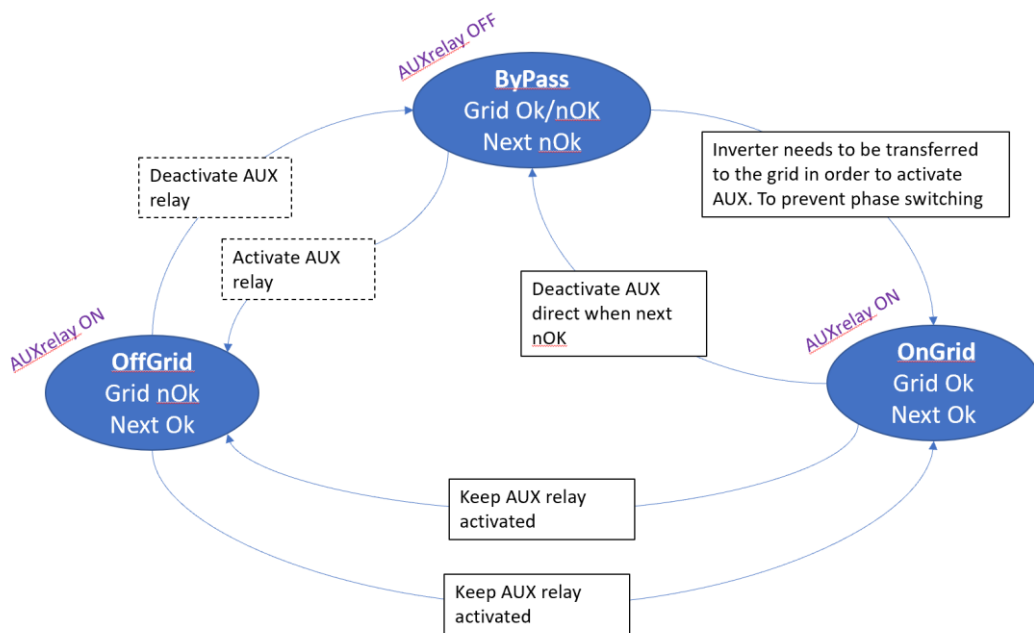 AUXrelay OFF
ByPass
Grid Ok/nOK
Next nOk
Deactivate AUX
relay
Inverter needs to be transferred
to the grid in order to activate
AUX. To prevent phase switching
Activate AUX
relay
Deactivate AUX
direct when next
nOK
AUXrelay ON
OffGrid
Grid nOk
Next Ok
AUXrelay ON
OnGrid
Grid Ok
Next Ok
Keep AUX relay
activated
Keep AUX relay
activated